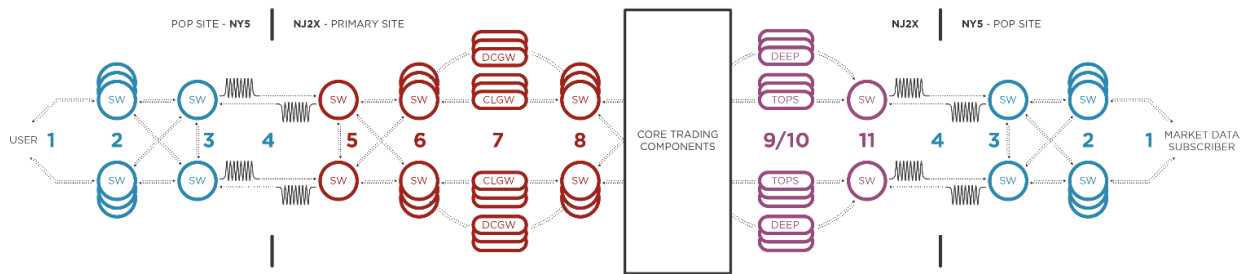 POP SITE - NY5 NJ2X - PRIMARY SITE NJ2X NY5 - POP SITE
DCGW DEEP
SW SW SW SW CLGW SW TOPS SW SW SW
USER 1 2 3 4 5 6 7 8 CORE TRADING COMPONENTS 9/10 11 4 3 2 1 MARKET DATA SUBSCRIBER
SW SW SW SW CLGW SW TOPS SW SW SW
DCGW DEEP